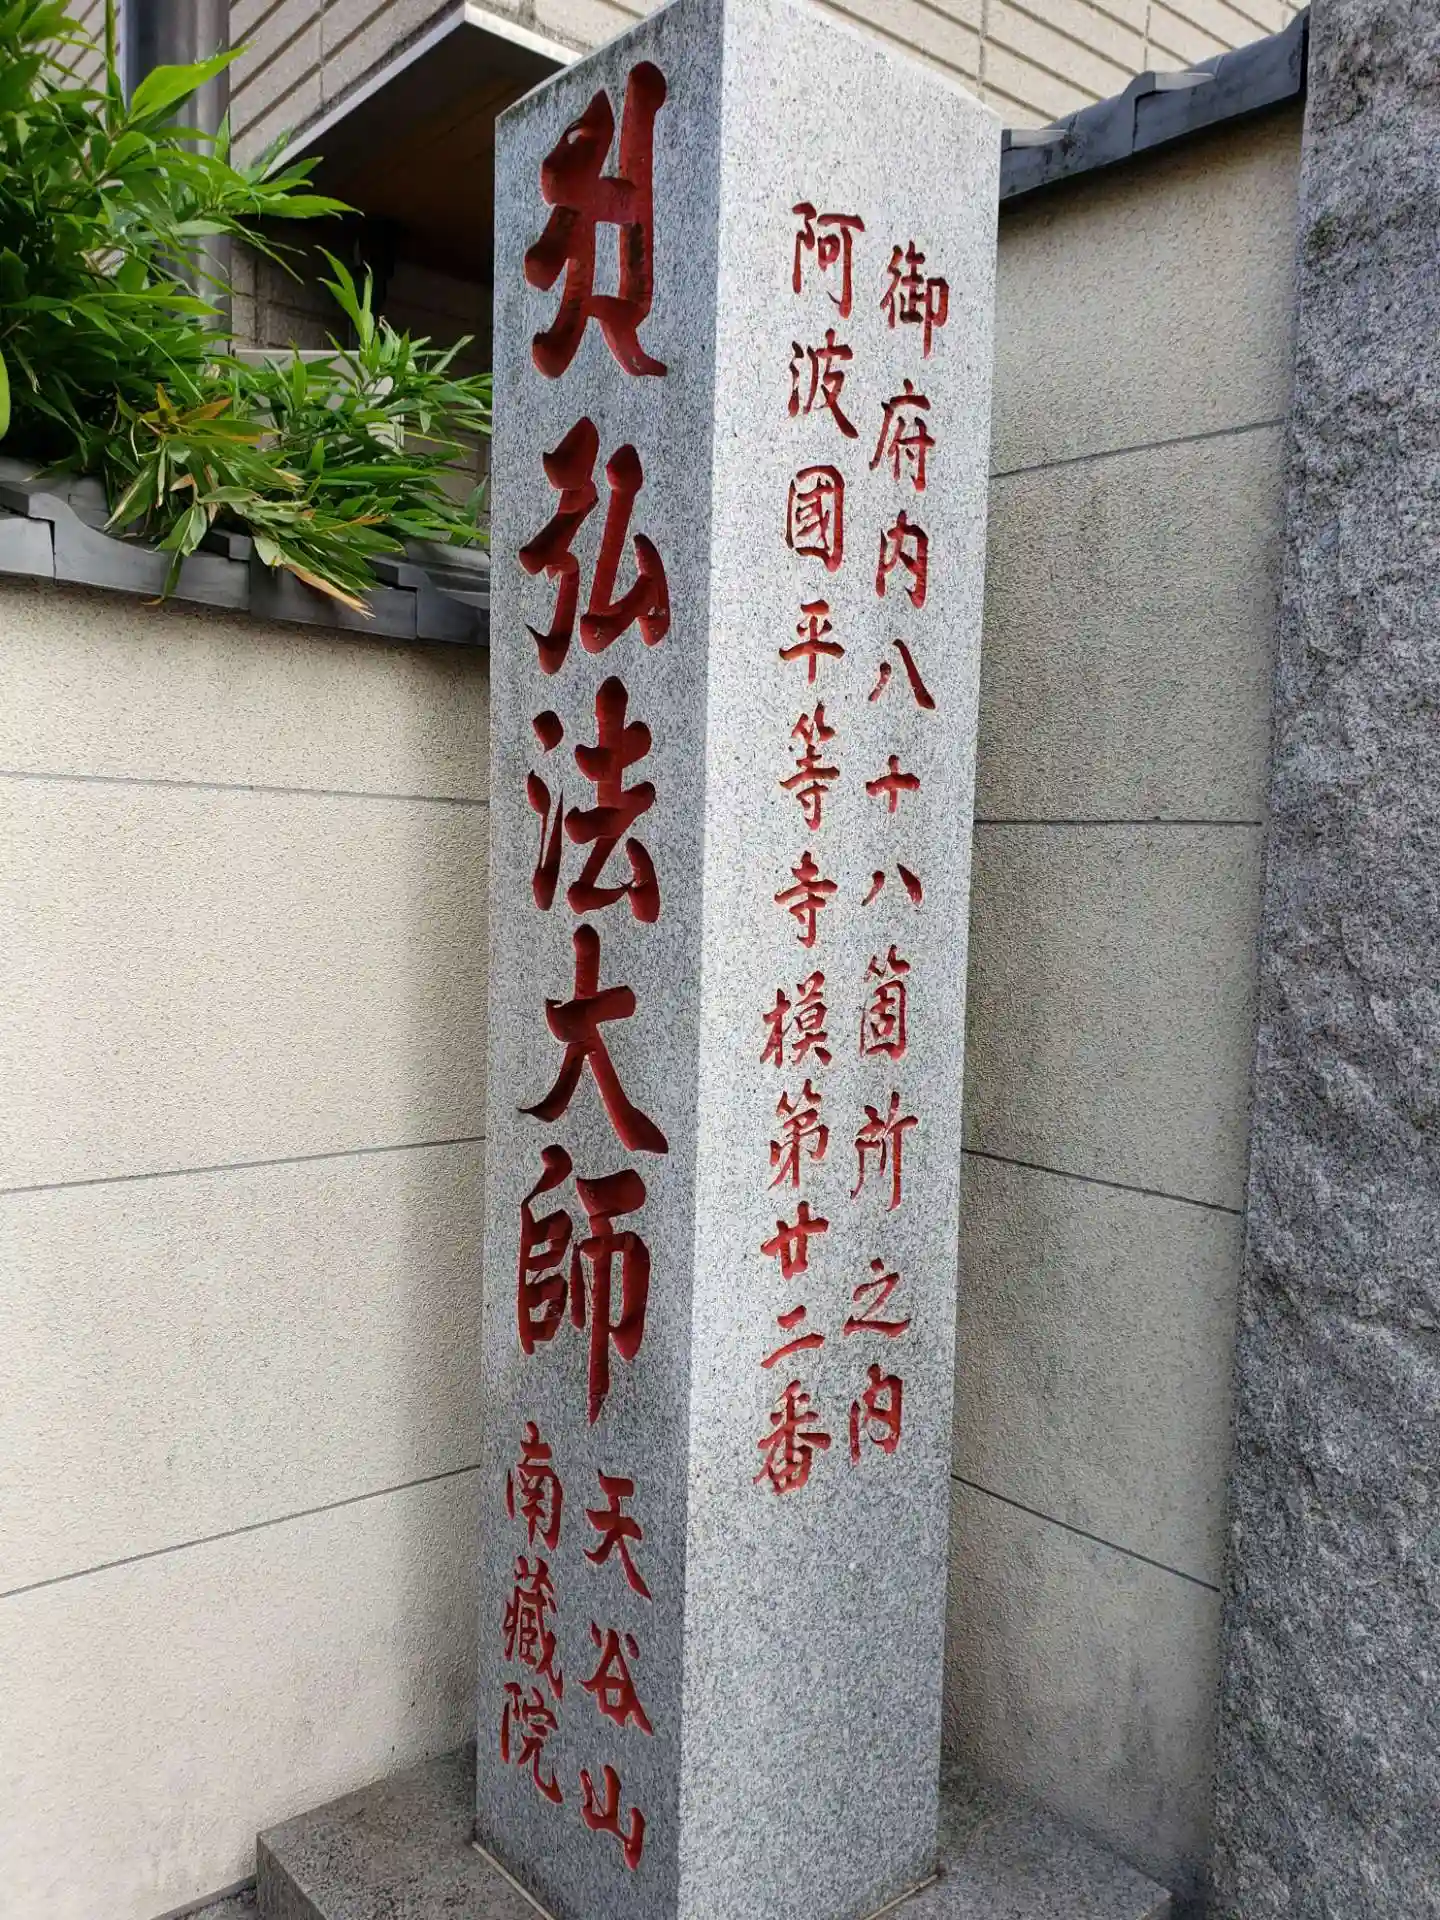 御府内八十八箇所之内
阿波國平等寺模第廿二番
弘法大師
天谷山
南藏院